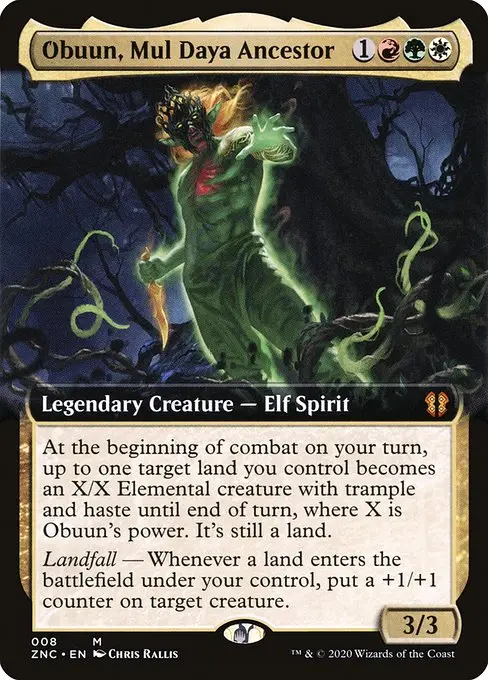 Obuun, Mul Daya Ancestor 1
Legendary Creature — Elf Spirit
At the beginning of combat on your turn,
up to one target land you control becomes
an X/X Elemental creature with trample
and haste until end of turn, where X is
Obuun's power. It's still a land.
Landfall — Whenever a land enters the
battlefield under your control, put a +1/+1
counter on target creature.
3/3
008 M
ZNC • EN Chris Rallis
™ & © 2020 Wizards of the Coast